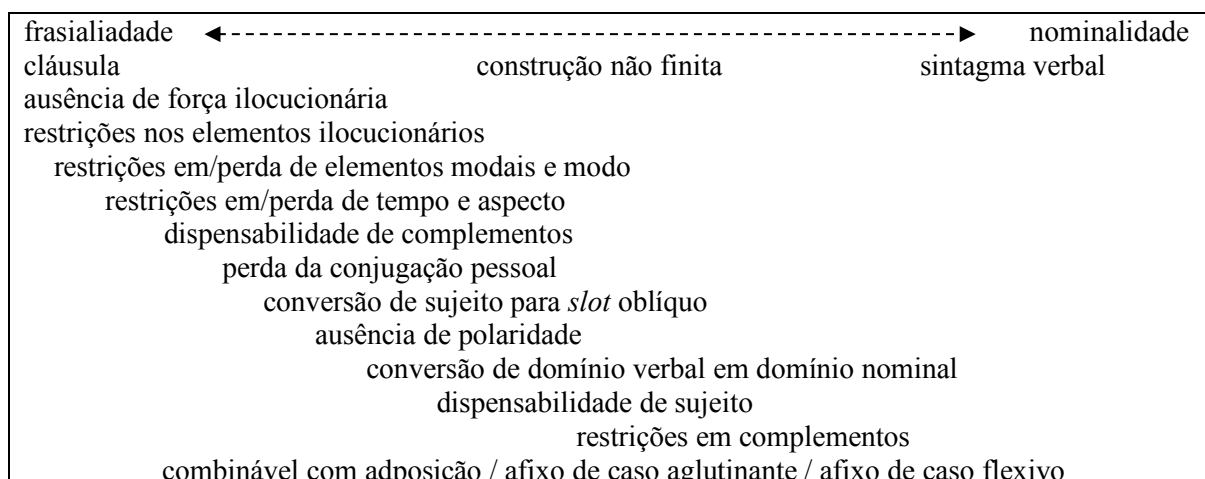 frasialiadade nominalidade
cláusula construção não finita sintagma verbal
ausência de força ilocucionária
restrições nos elementos ilocucionários
restrições em/perda de elementos modais e modo
restrições em/perda de tempo e aspecto
dispensabilidade de complementos
perda da conjugação pessoal
conversão de sujeito para slot oblíquo
ausência de polaridade
conversão de domínio verbal em domínio nominal
dispensabilidade de sujeito
restrições em complementos
combinável com adposição / afixo de caso aglutinante / afixo de caso flexivo